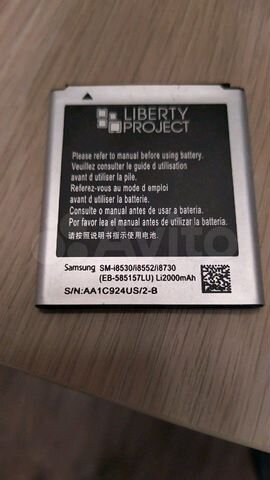 LIBERTY
PROJECT
Please refer to manual before using battery.
Veuillez consulter le guide d utilisation
avant d utiliser la pile.
Referez-vous au mode d emploi
avant d utiliser la batterie.
Consulte o manual antes de usar a batería.
Por favor lea el manual antes de utilizar la batería.
请按照说明书指示使用电池.
Samsung SM-i8530/i8552/i8730
(EB-585157LU) Li2000mAh
S/N:AA1C924US/2-B
Avito